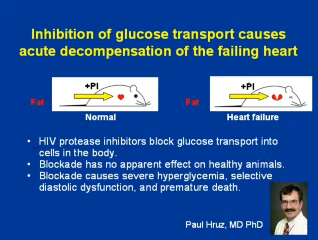 Inhibition of glucose transport causes
acute decompensation of the failing heart
+PI
+PI
Fat
Fat
Normal
Heart failure
• HIV protease inhibitors block glucose transport into
cells in the body.
• Blockade has no apparent effect on healthy animals.
• Blockade causes severe hyperglycemia, selective
diastolic dysfunction, and premature death.
Paul Hruz, MD PhD